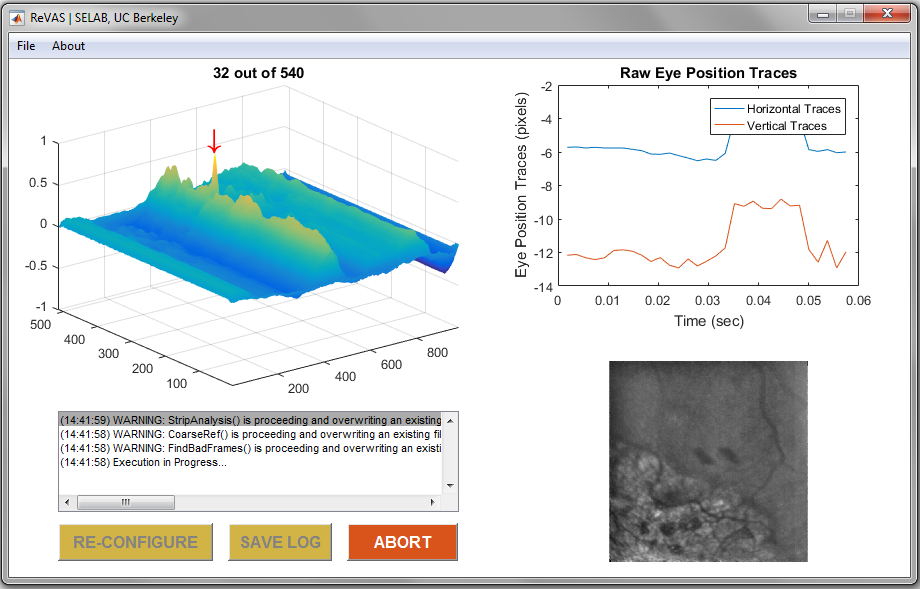 ReVAS | SELAB, UC Berkeley
File About
32 out of 540
1
0.5
0
-0.5
-1
500
400
300
200
100
200
400
600
800
Raw Eye Position Traces
Horizontal Traces
Vertical Traces
Eye Position Traces (pixels)
-2
-6
-8
-10
-12
-14
0 0.01 0.02 0.03 0.04 0.05 0.06
Time (sec)
(14:41:59) WARNING: StripAnalysis() is proceeding and overwriting an existing
(14:41:58) WARNING: CoarseRef() is proceeding and overwriting an existing fil
(14:41:58) WARNING: FindBadFrames() is proceeding and overwriting an existi
(14:41:58) Execution in Progress...
RE-CONFIGURE SAVE LOG ABORT